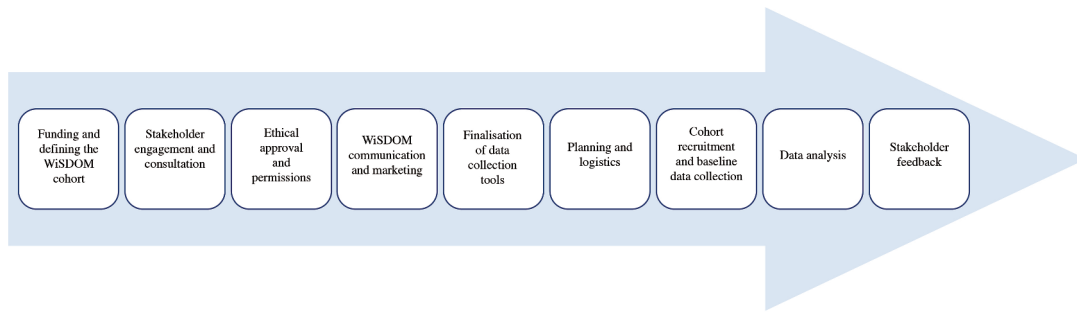 Funding and
defining the
WiSDOM
cohort
Stakeholder
engagement and
consultation
Ethical
approval
and
permissions
WiSDOM
communication
and marketing
Finalisation
of data
collection
tools
Planning and
logistics
Cohort
recruitment
and baseline
data collection
Data analysis
Stakeholder
feedback